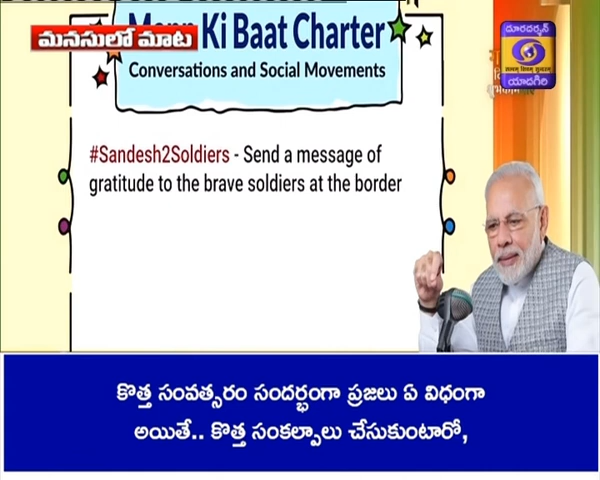 మనసులో మాట
Mann Ki Baat Charter
Conversations and Social Movements
దూరదర్శన్
యాదగిరి
#Sandesh2Soldiers - Send a message of
gratitude to the brave soldiers at the border
కొత్త సంవత్సరం సందర్భంగా ప్రజలు ఏ విధంగా
అయితే.. కొత్త సంకల్పాలు చేసుకుంటారో,